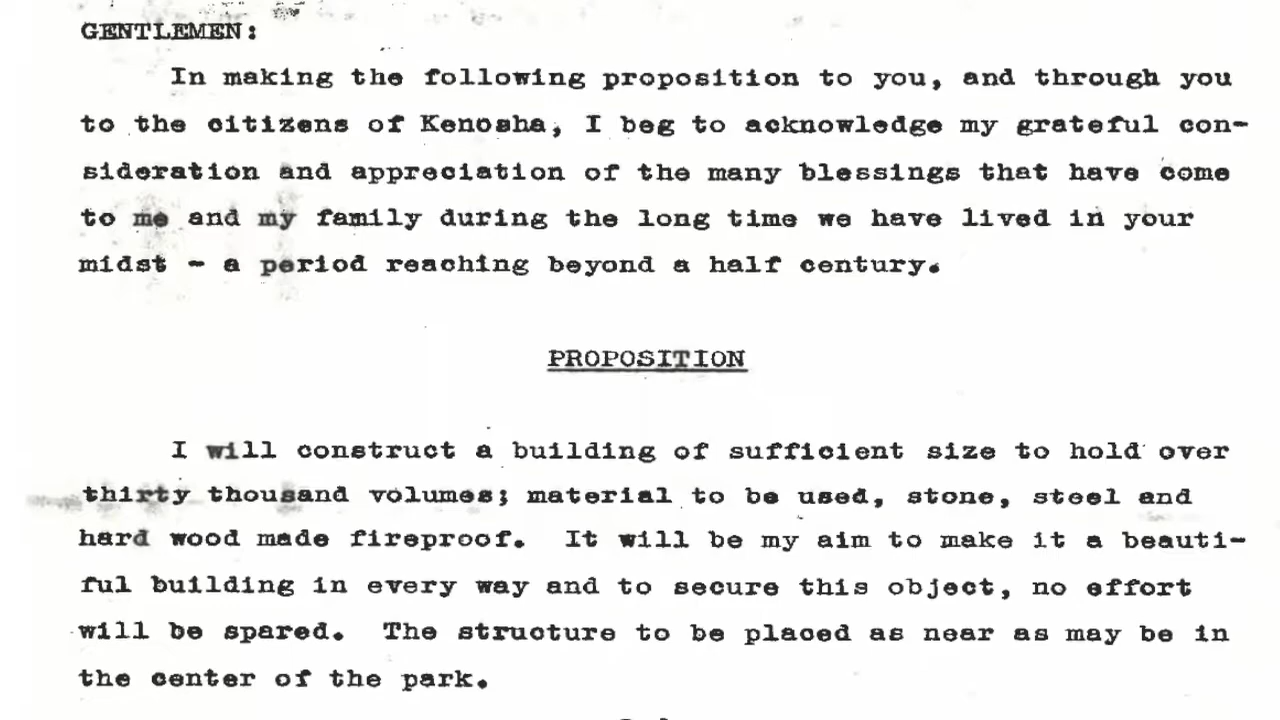 GENTLEMEN:
In making the following proposition to you, and through you
to the citizens of Kenosha, I beg to acknowledge my grateful con-
sideration and appreciation of the many blessings that have come
to me and my family during the long time we have lived in your
midst - a period reaching beyond a half century.
PROPOSITION
I will construct a building of sufficient size to hold over
thirty thousand volumes; material to be used, stone, steel and
hard wood made fireproof. It will be my aim to make it a beauti-
ful building in every way and to secure this object, no effort
will be spared. The structure to be placed as near as may be in
the center of the park.